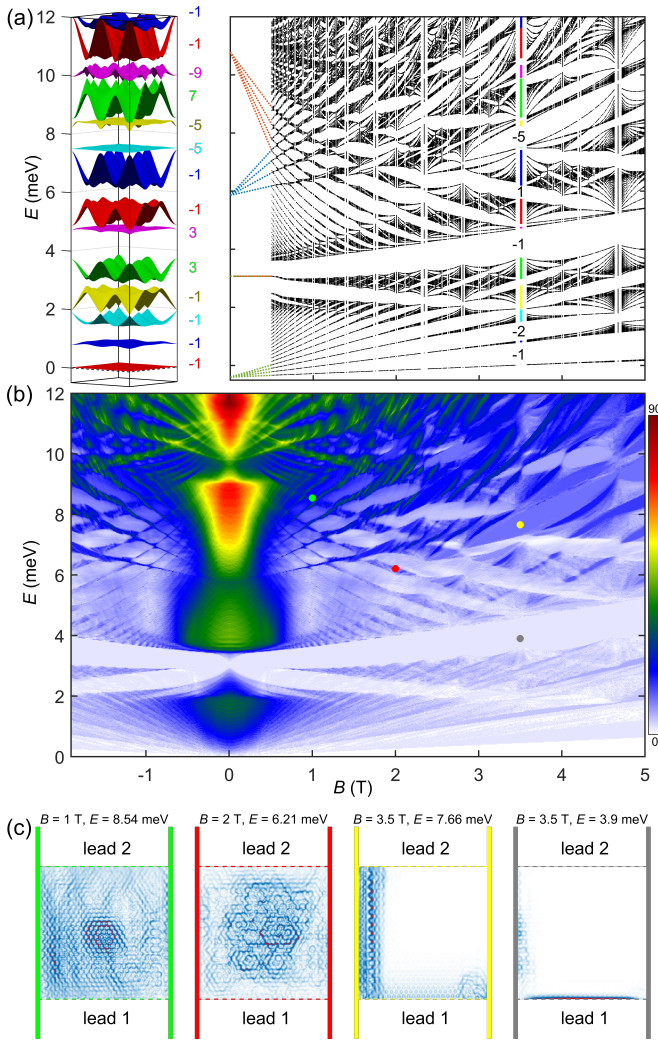 (a)
12
10
8
6
4
2
0
E (meV)
-1
-1
-9
7
-5
-5
-1
-1
3
3
-1
-1
-1
-1
-5
1
-1
-2
-1
(b)
12
10
8
6
4
2
0
E (meV)
-1
0
1
2
3
4
5
B (T)
90
0
(c)
B = 1 T, E = 8.54 meV
B = 2 T, E = 6.21 meV
B = 3.5 T, E = 7.66 meV
B = 3.5 T, E = 3.9 meV
lead 2
lead 2
lead 2
lead 2
lead 1
lead 1
lead 1
lead 1